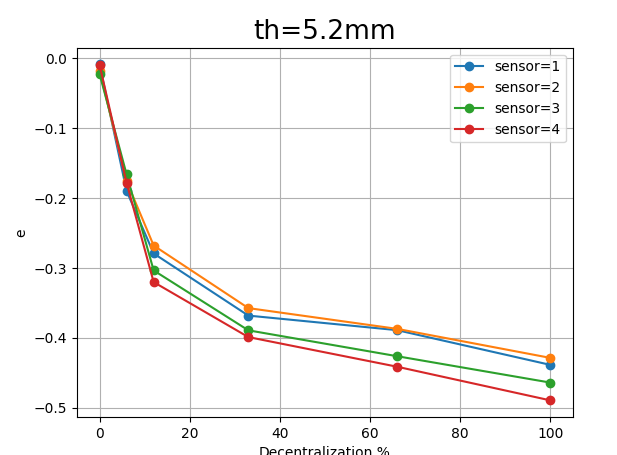 th=5.2mm
0.0
−0.1
−0.2
−0.3
−0.4
−0.5
e
sensor=1
sensor=2
sensor=3
sensor=4
0 20 40 60 80 100
Decentralization %